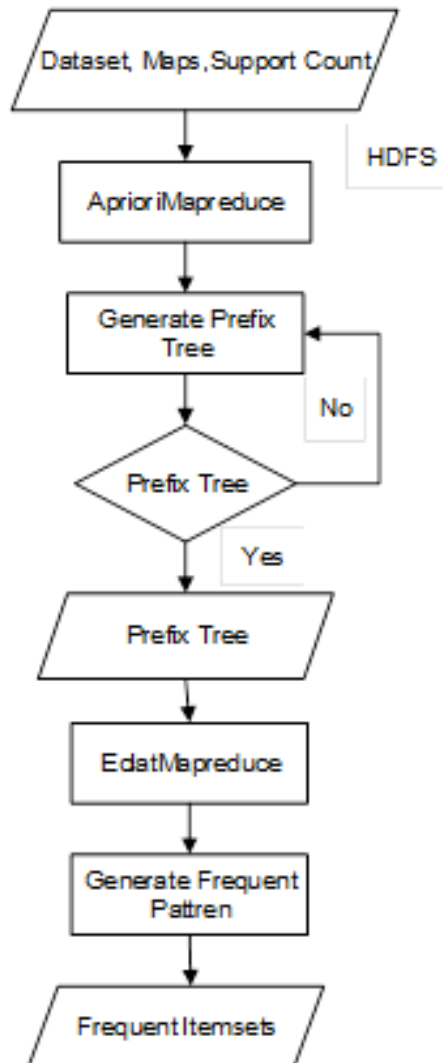 Dataset, Maps,Support Count
HDFS
AprioriMapreduce
Generate Prefix
Tree
No
Prefix Tree
Yes
Prefix Tree
EclatMapreduce
Generate Frequent
Pattren
Frequent Itemsets